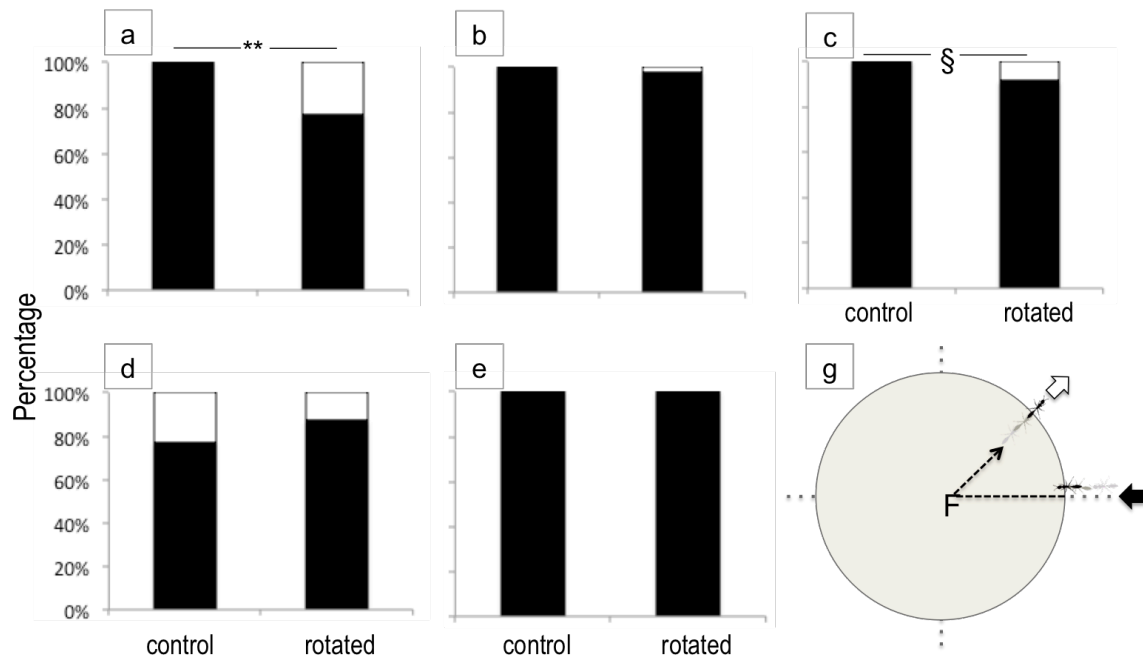 a
**
100%
80%
60%
40%
20%
0%
b
c
§
control rotated
Percentage
d
100%
80%
60%
40%
20%
0%
control rotated
e
control rotated
g
F